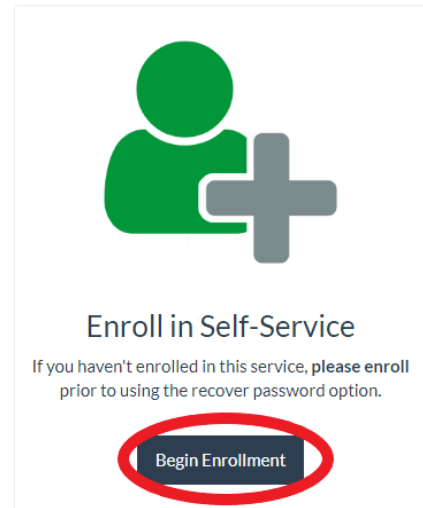 Enroll in Self-Service
If you haven't enrolled in this service, please enroll
prior to using the recover password option.
Begin Enrollment